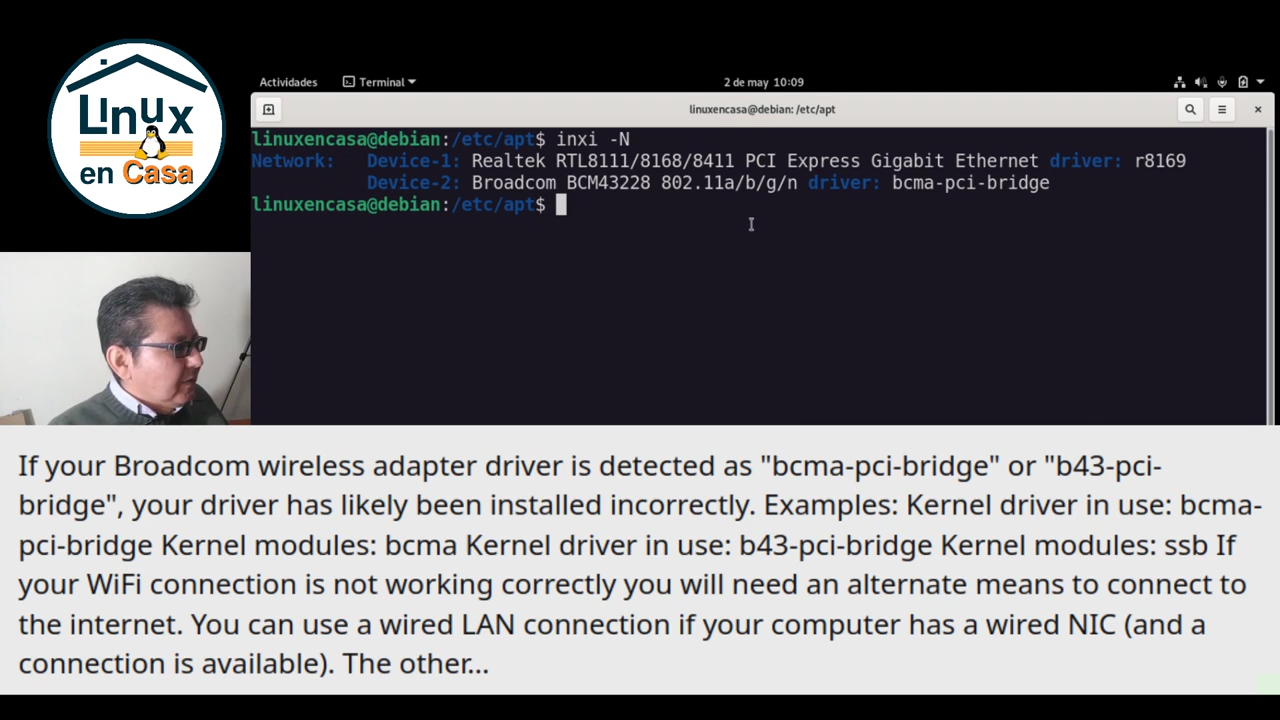 Linux
en Casa
Actividades Terminal 2 de may 10:09
linuxencasa@debian: /etc/apt
linuxencasa@debian:/etc/apt$ inxi -N
Network: Device-1: Realtek RTL8111/8168/8411 PCI Express Gigabit Ethernet driver: r8169
Device-2: Broadcom BCM43228 802.11a/b/g/n driver: bcma-pci-bridge
linuxencasa@debian:/etc/apt$
If your Broadcom wireless adapter driver is detected as "bcma-pci-bridge" or "b43-pci-
bridge", your driver has likely been installed incorrectly. Examples: Kernel driver in use: bcma-
pci-bridge Kernel modules: bcma Kernel driver in use: b43-pci-bridge Kernel modules: ssb If
your WiFi connection is not working correctly you will need an alternate means to connect to
the internet. You can use a wired LAN connection if your computer has a wired NIC (and a
connection is available). The other...